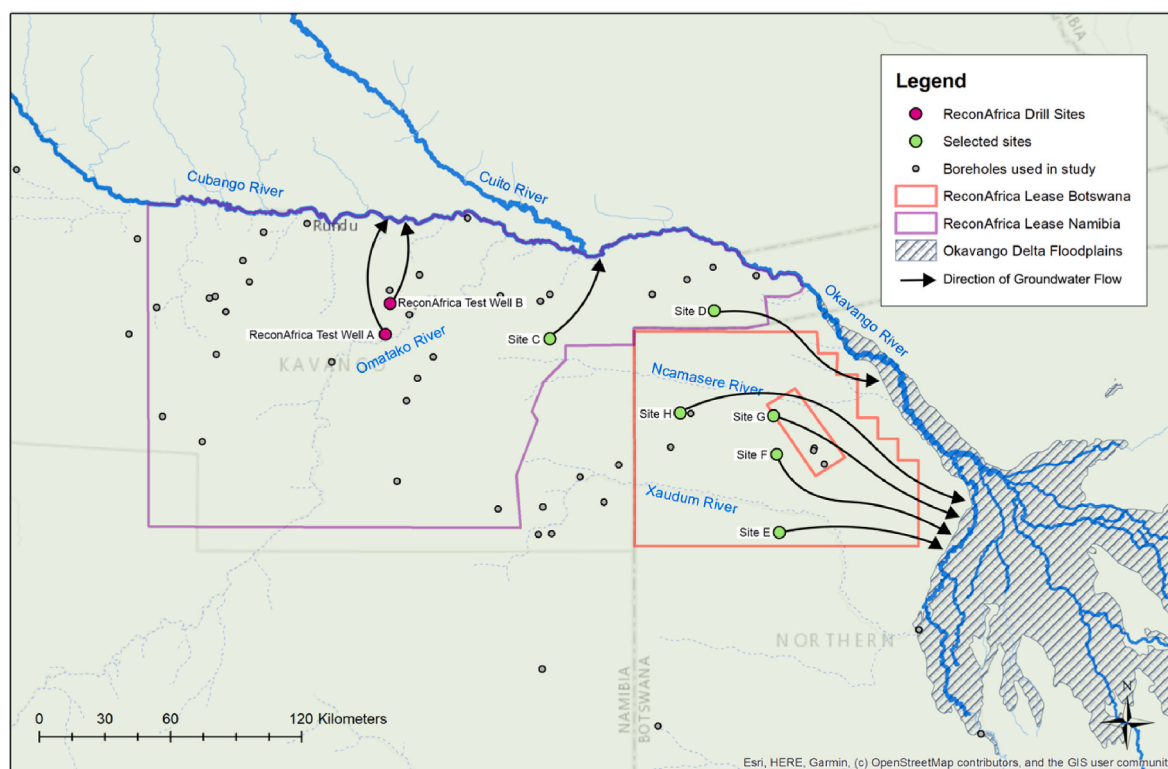 NAMIBIA
Legend
ReconAfrica Drill Sites
Selected sites
Boreholes used in study
ReconAfrica Lease Botswana
ReconAfrica Lease Namibia
Okavango Delta Floodplains
Direction of Groundwater Flow
Cubango River
Cuito River
Rundu
Okavango River
ReconAfrica Test Well B
ReconAfrica Test Well A
Omatako River
KAVANGO
Site C
Site D
Ncamasere River
Site H
Site G
Site F
Xaudum River
Site E
NORTHERN
NAMIBIA
BOTSWANA
N
0 30 60 120 Kilometers
Esri, HERE, Garmin, (c) OpenStreetMap contributors, and the GIS user communit